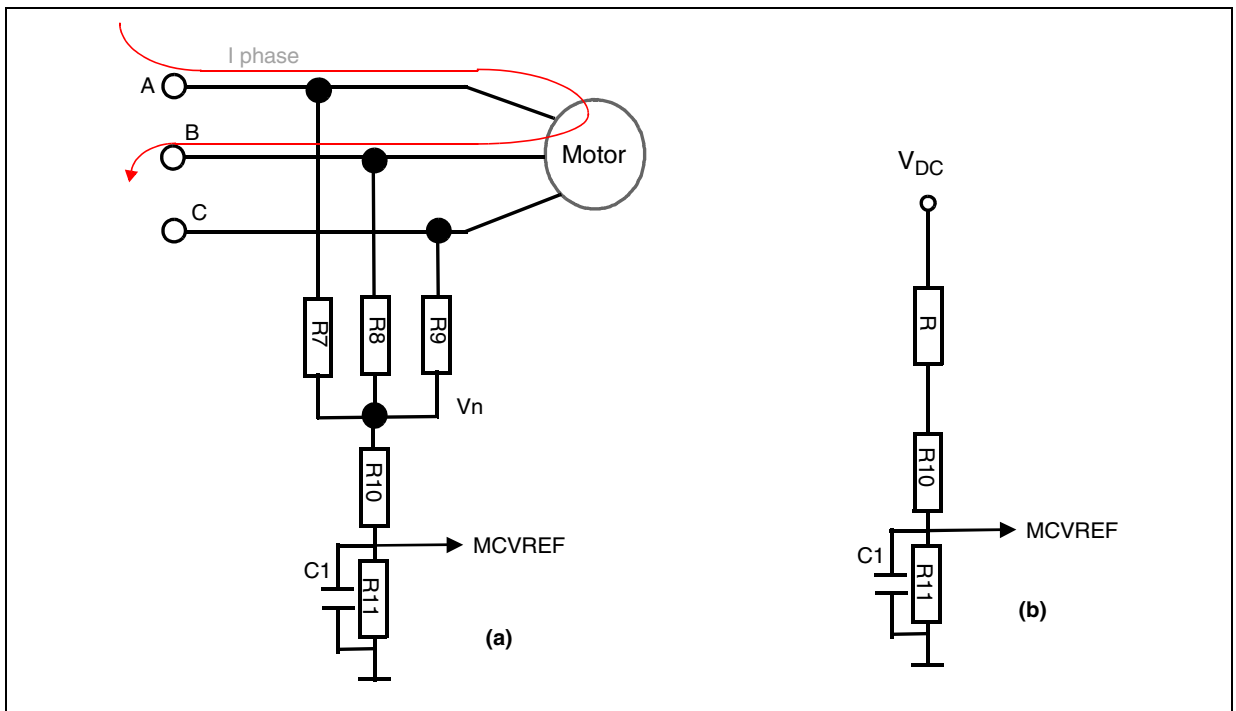 I phase
A
B
Motor
C
R7
R8
R9
Vn
R10
MCVREF
C1
R11
(a)
VDC
R
R10
MCVREF
C1
R11
(b)